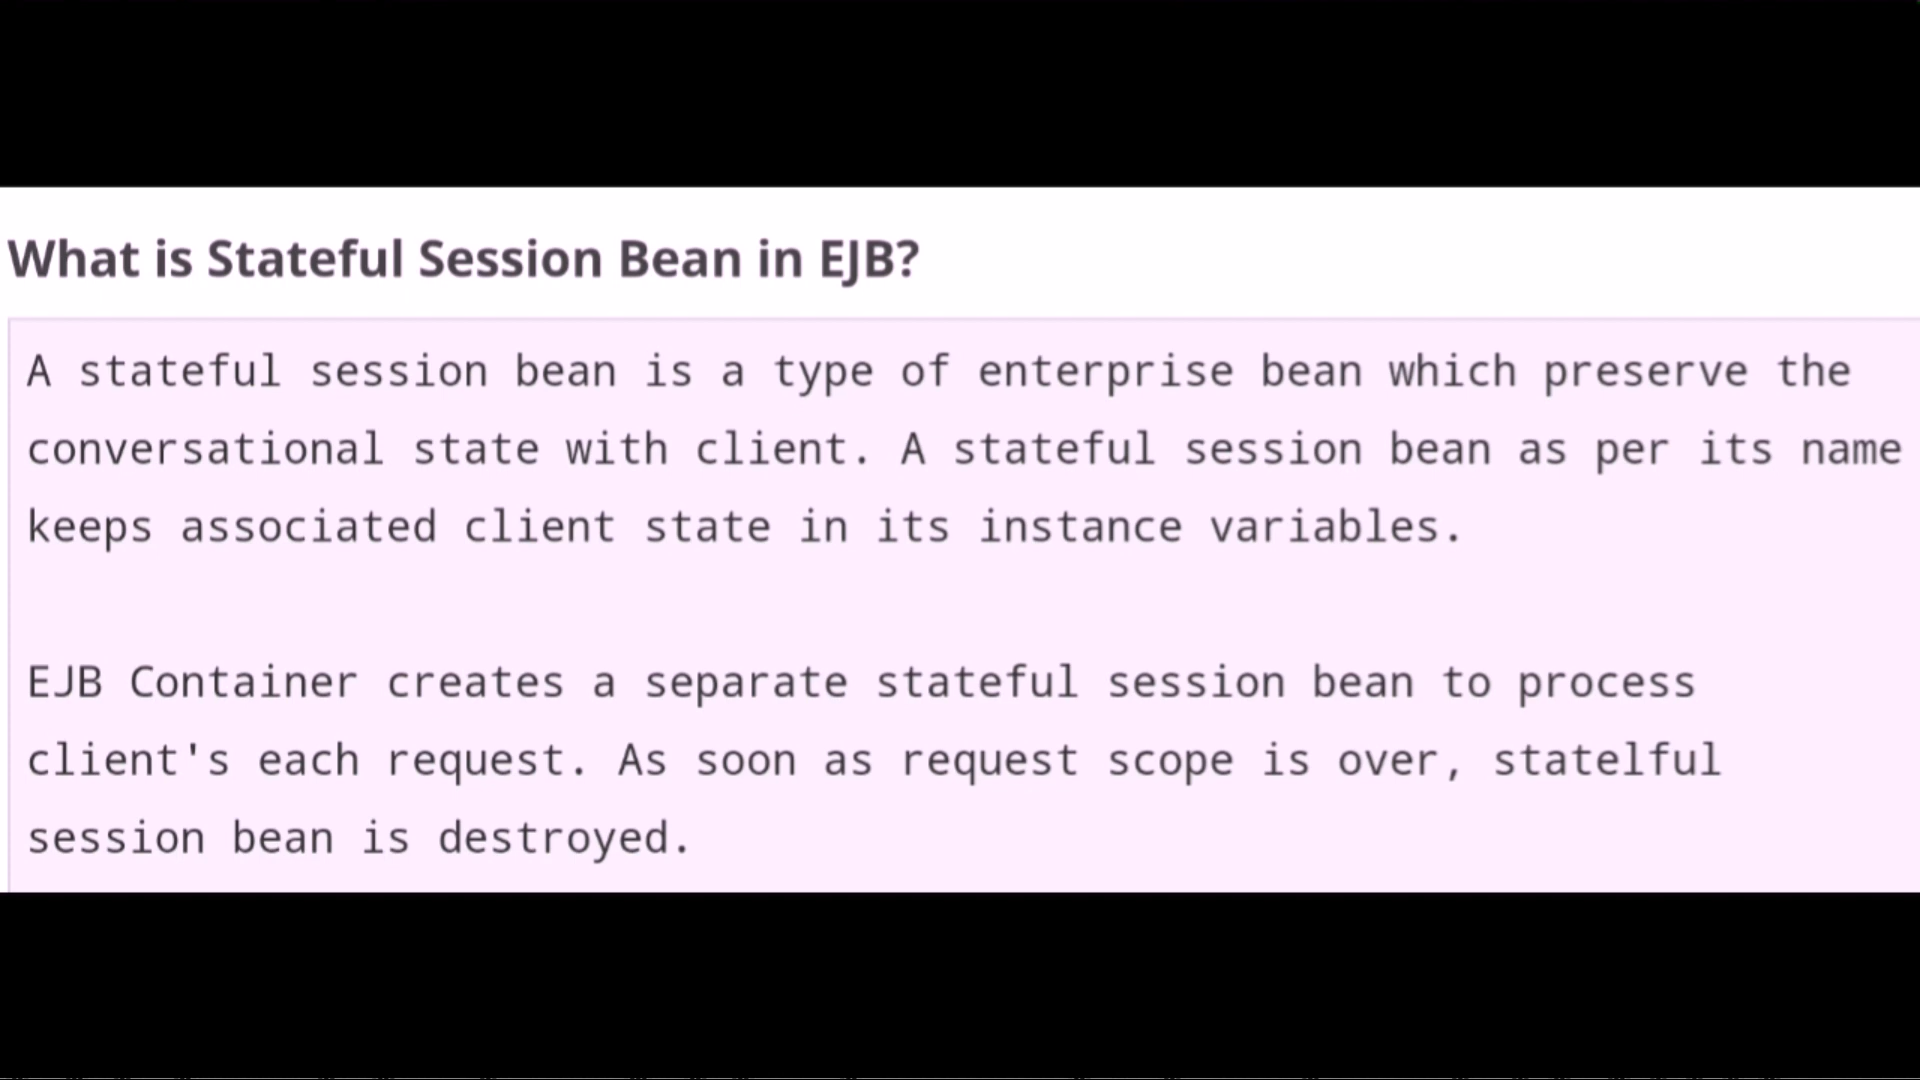 What is Stateful Session Bean in EJB?
A stateful session bean is a type of enterprise bean which preserve the
conversational state with client. A stateful session bean as per its name
keeps associated client state in its instance variables.
EJB Container creates a separate stateful session bean to process
client's each request. As soon as request scope is over, statelful
session bean is destroyed.